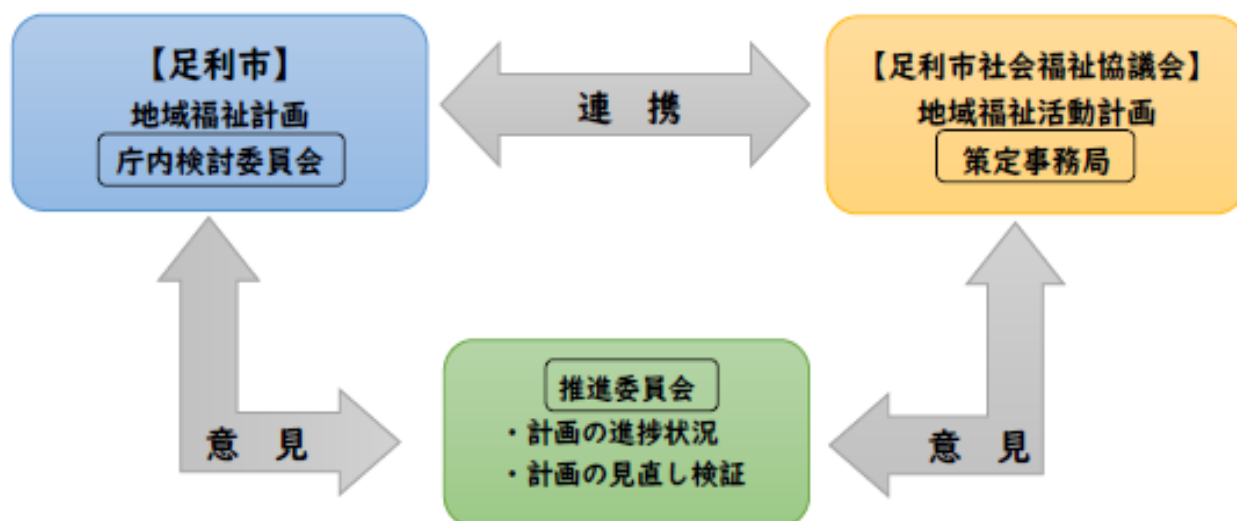 【足利市】
地域福祉計画
庁内検討委員会
連　携
【足利市社会福祉協議会】
地域福祉活動計画
策定事務局
推進委員会
・計画の進捗状況
・計画の見直し検証
意　見
意　見